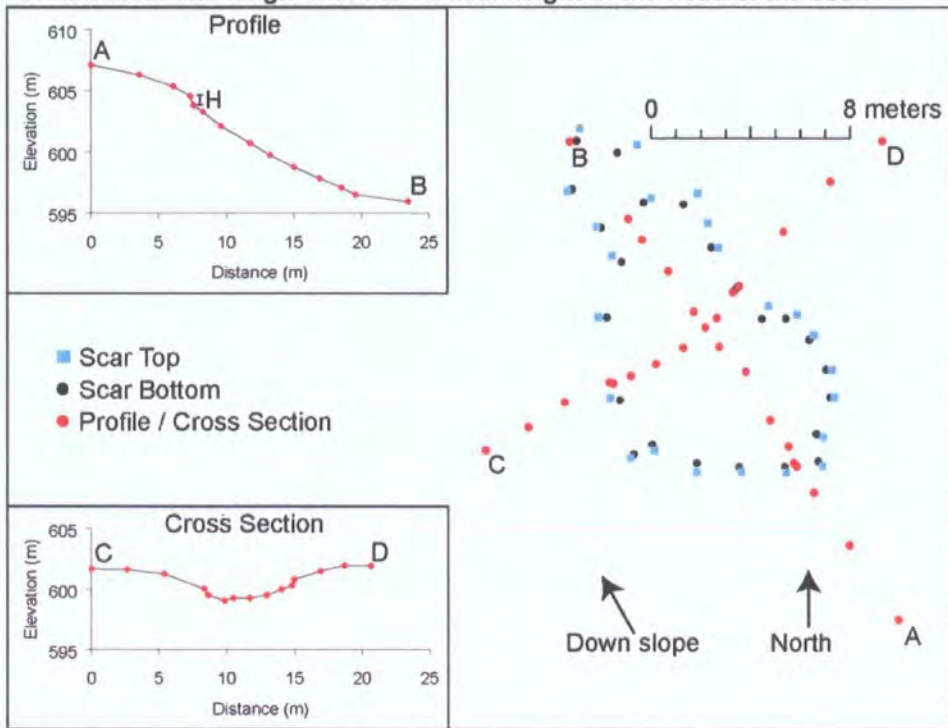 Profile
610
605
600
595
Elevation (m)
A
H
B
0 5 10 15 20 25
Distance (m)
0 8 meters
B
D
C
A
Scar Top
Scar Bottom
Profile / Cross Section
Cross Section
605
600
595
Elevation (m)
C
D
0 5 10 15 20 25
Distance (m)
Down slope
North